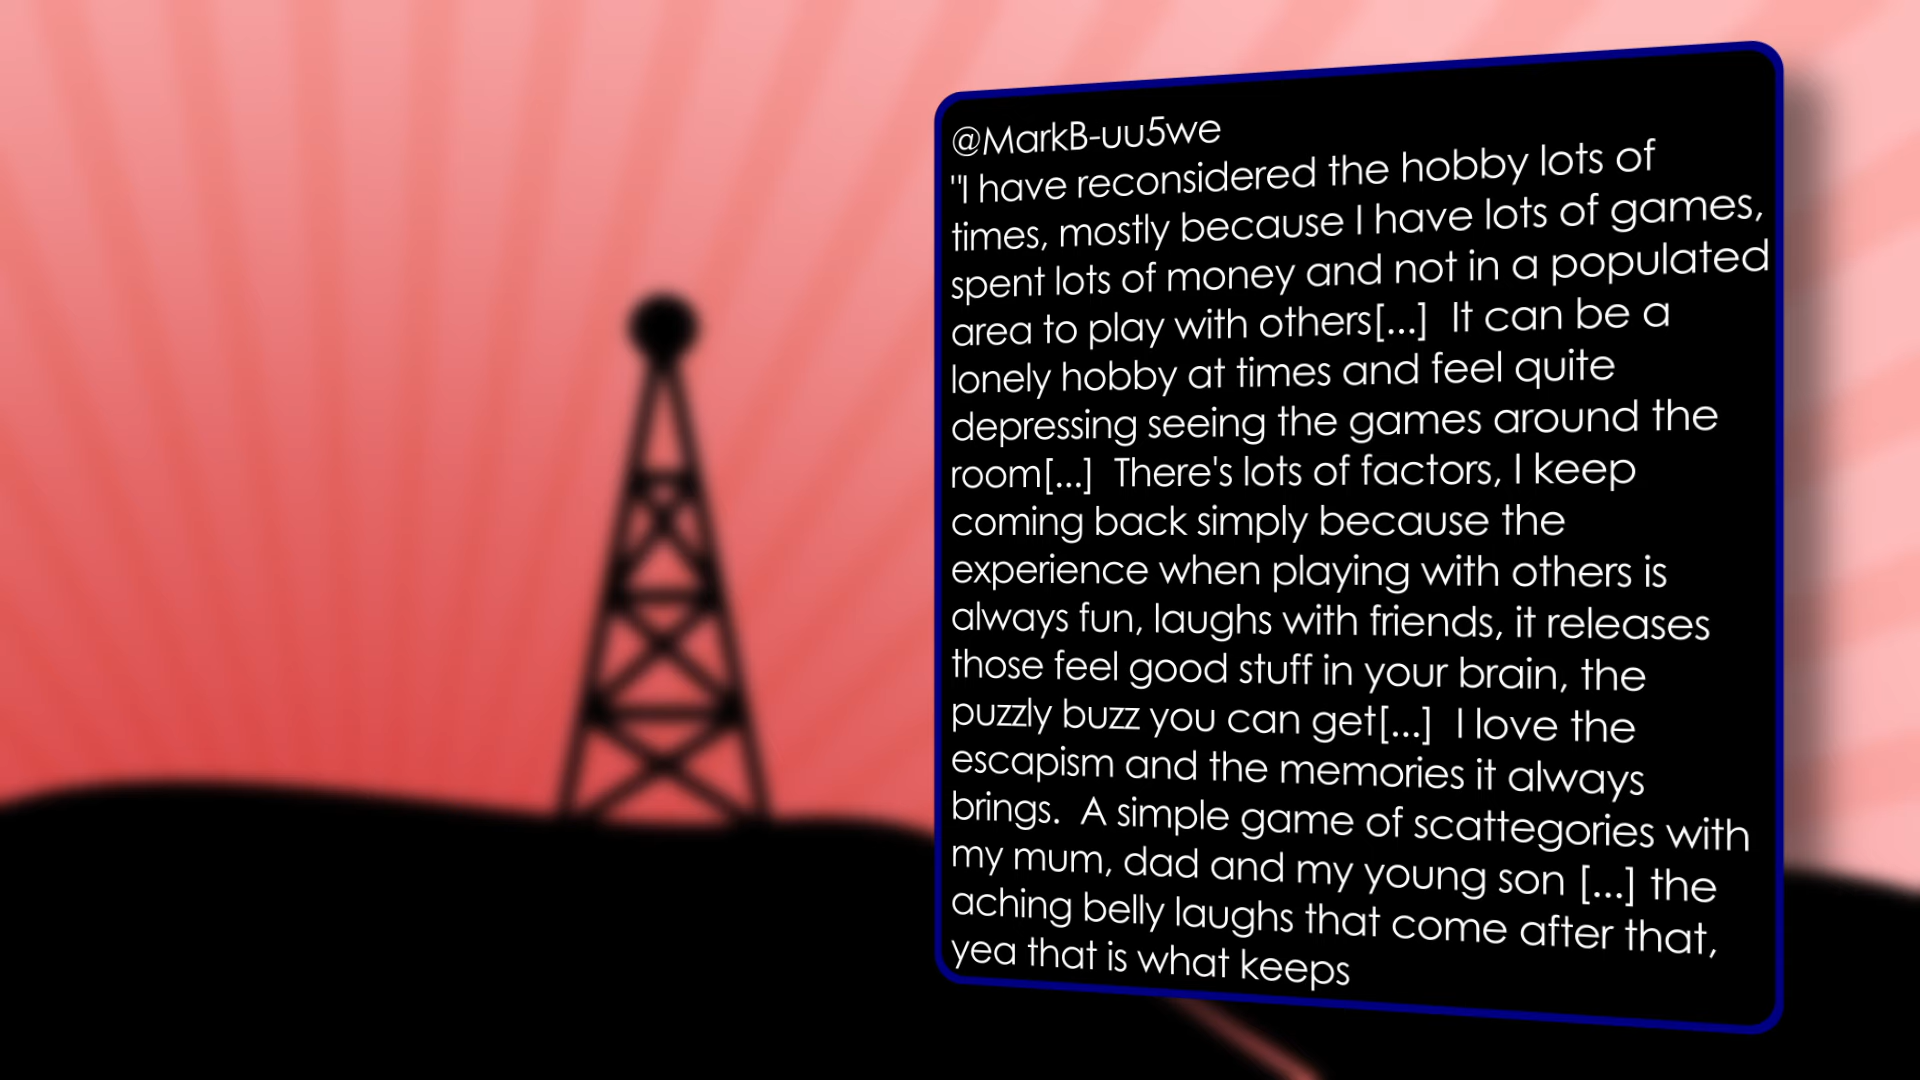 @MarkB-uu5we
"I have reconsidered the hobby lots of
times, mostly because I have lots of games,
spent lots of money and not in a populated
area to play with others[...]  It can be a
lonely hobby at times and feel quite
depressing seeing the games around the
room[...]  There's lots of factors, I keep
coming back simply because the
experience when playing with others is
always fun, laughs with friends, it releases
those feel good stuff in your brain, the
puzzly buzz you can get[...]  I love the
escapism and the memories it always
brings.  A simple game of scattegories with
my mum, dad and my young son [...] the
aching belly laughs that come after that,
yea that is what keeps